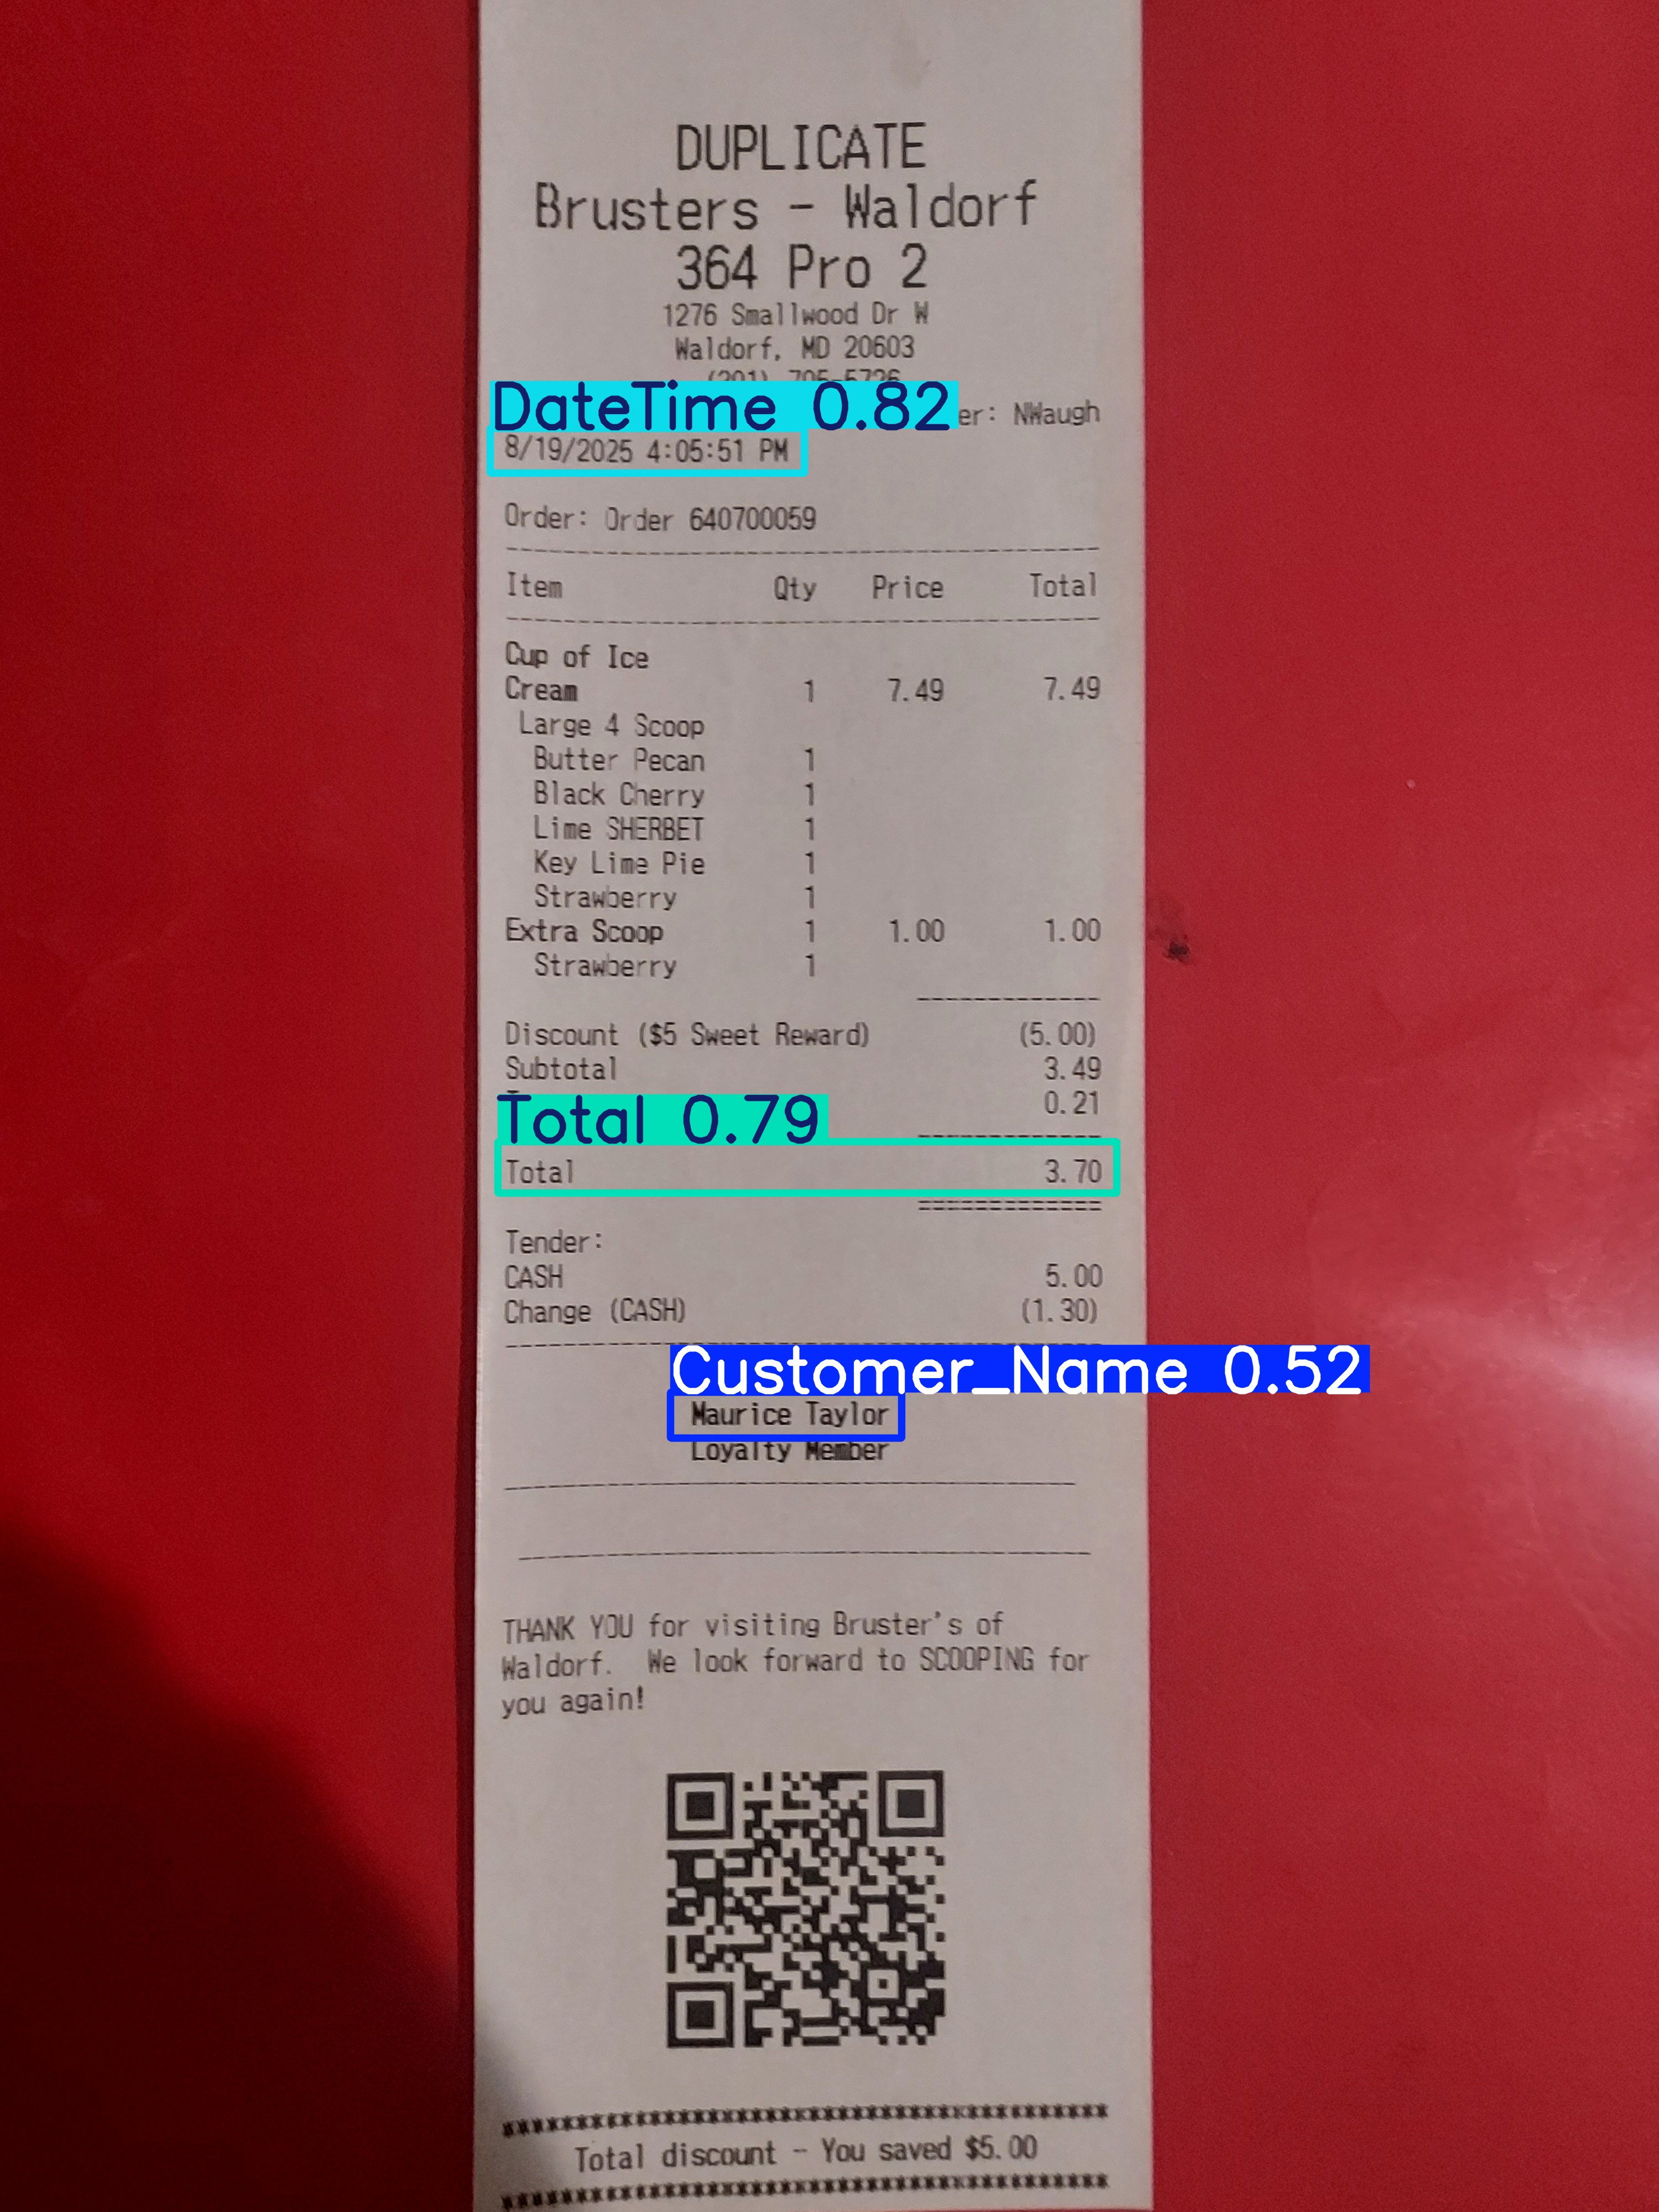 DUPLICATE
Brusters - Waldorf
364 Pro 2
1276 Smallwood Dr W
Waldorf, MD 20603
(301) 705-5726
DateTime 0.82 er: NWaugh
8/19/2025 4:05:51 PM
Order: Order 640700059
Item Qty Price Total
Cup of Ice
Cream 1 7.49 7.49
Large 4 Scoop
Butter Pecan 1
Black Cherry 1
Lime SHERBET 1
Key Lime Pie 1
Strawberry 1
Extra Scoop 1 1.00 1.00
Strawberry 1
Discount ($5 Sweet Reward) (5.00)
Subtotal 3.49
0.21
Total 0.79
Total 3.70
Tender:
CASH 5.00
Change (CASH) (1.30)
Customer_Name 0.52
Maurice Taylor
Loyalty Member
THANK YOU for visiting Bruster's of
Waldorf. We look forward to SCOOPING for
you again!
Total discount - You saved $5.00